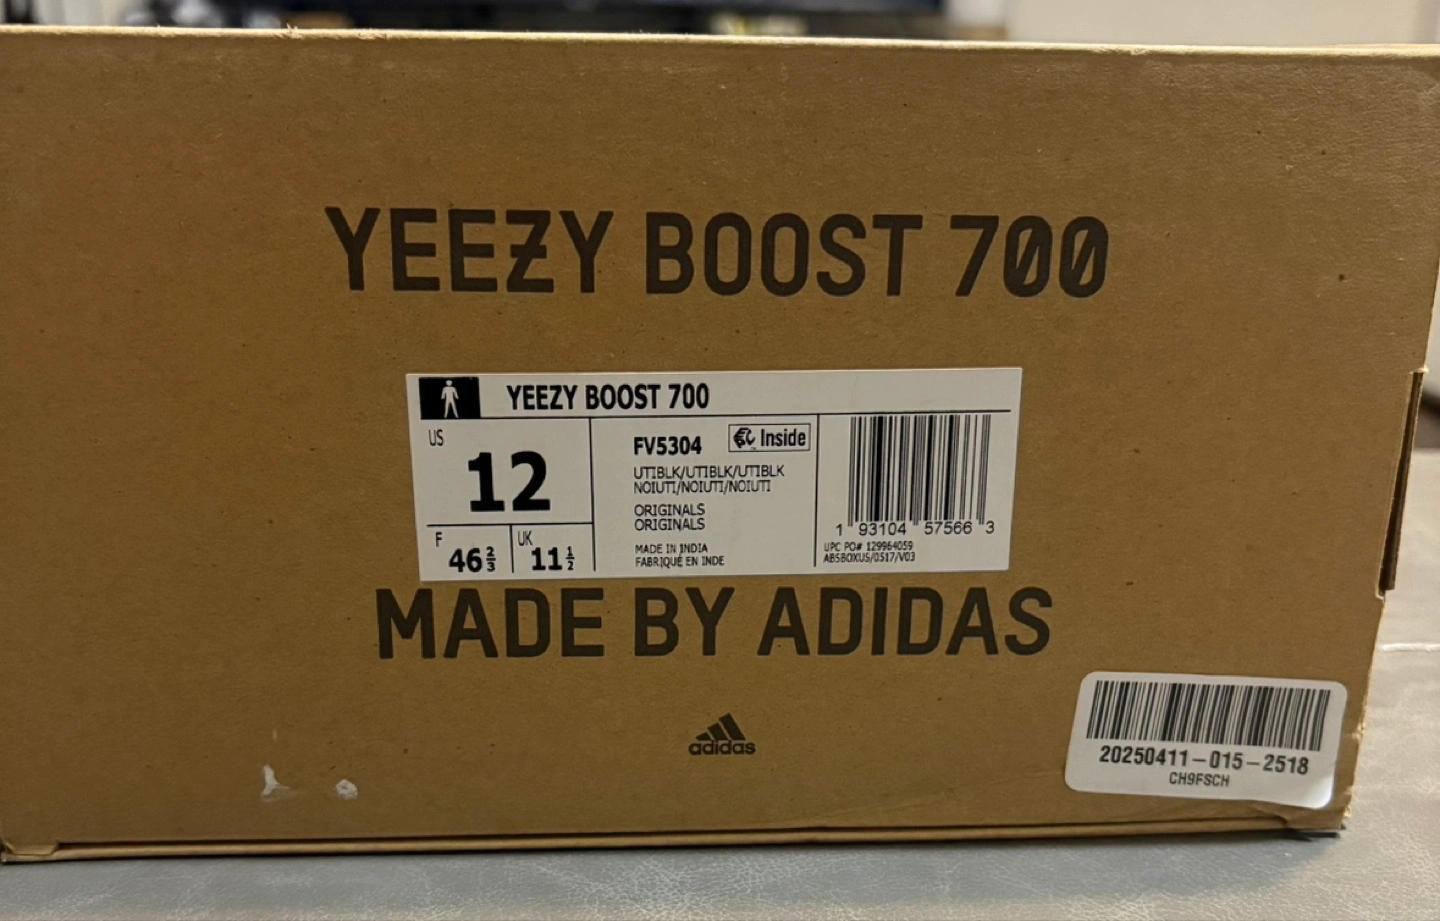 YEEZY BOOST 700
YEEZY BOOST 700
US
12
F
46 2/3
UK
11 1/2
FV5304
Inside
UTIBLK/UTIBLK/UTIBLK
NOIUTI/NOIUTI/NOIUTI
ORIGINALS
ORIGINALS
MADE IN INDIA
FABRIQUÉ EN INDE
1 93104 57566 3
UPC PO# 129964059
ABSBOXUS/0517/V03
MADE BY ADIDAS
adidas
20250411-015-2518
CH9FSCH